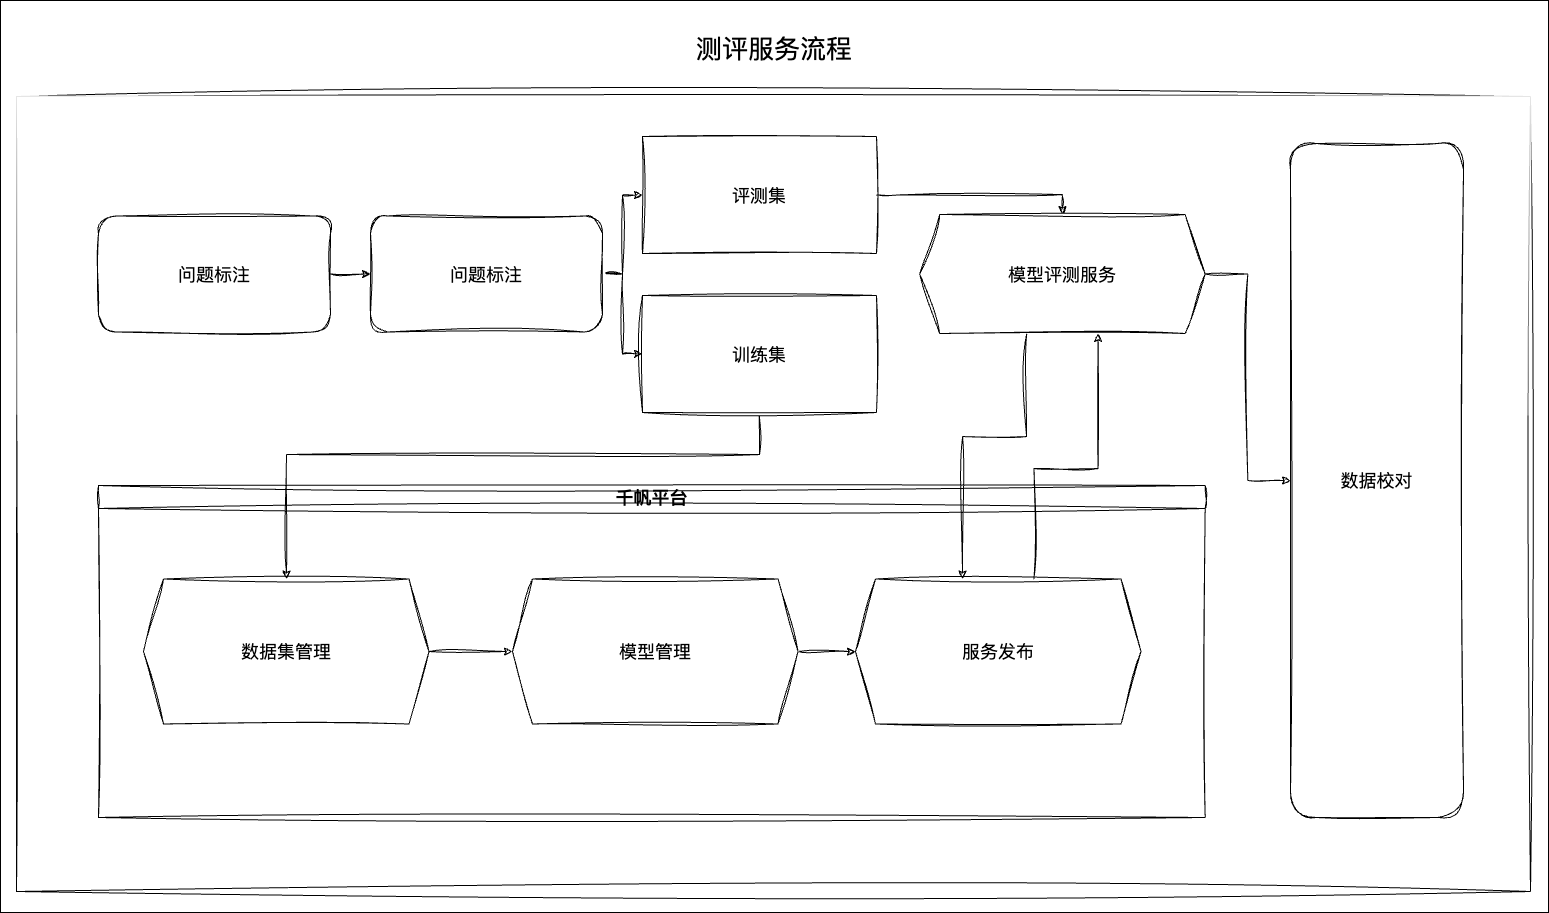 测评服务流程
问题标注
问题标注
评测集
训练集
模型评测服务
数据校对
千帆平台
数据集管理
模型管理
服务发布